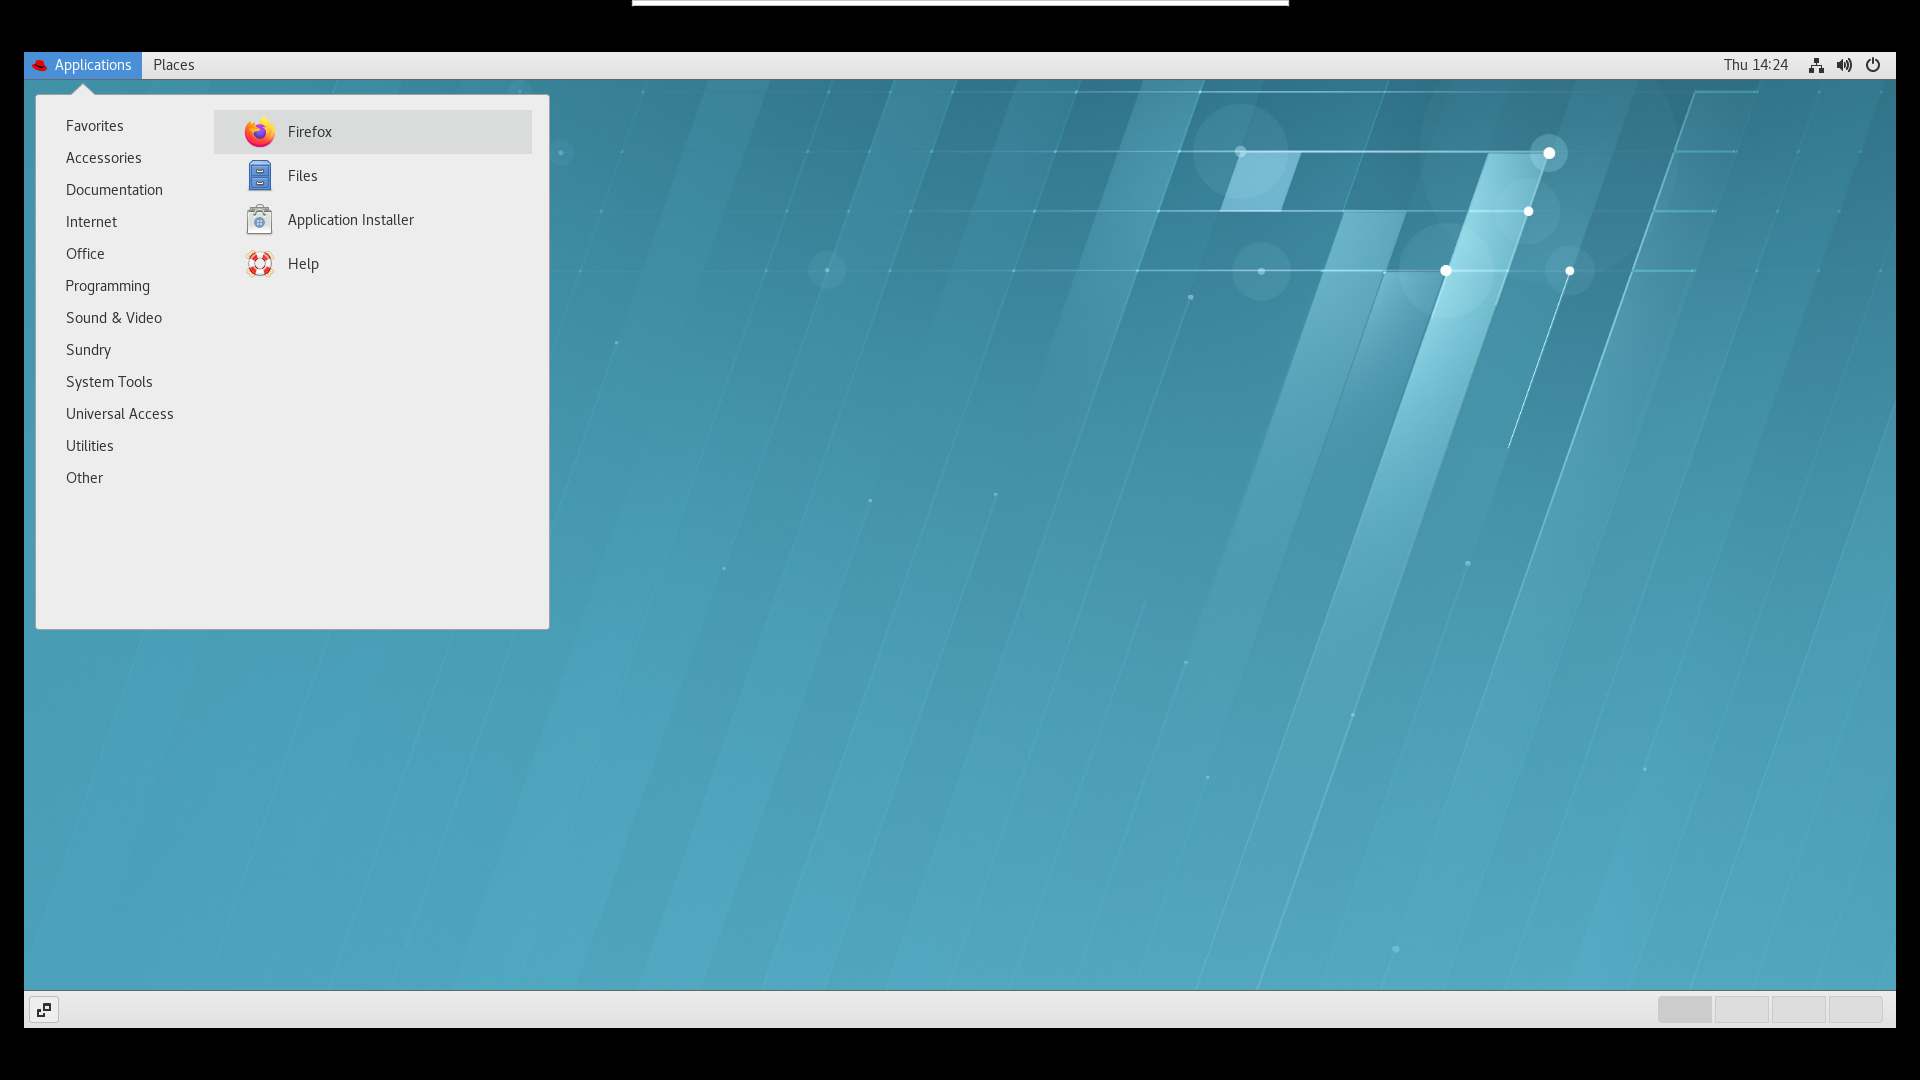 Applications Places Thu 14:24
Favorites
Accessories
Documentation
Internet
Office
Programming
Sound & Video
Sundry
System Tools
Universal Access
Utilities
Other
Firefox
Files
Application Installer
Help